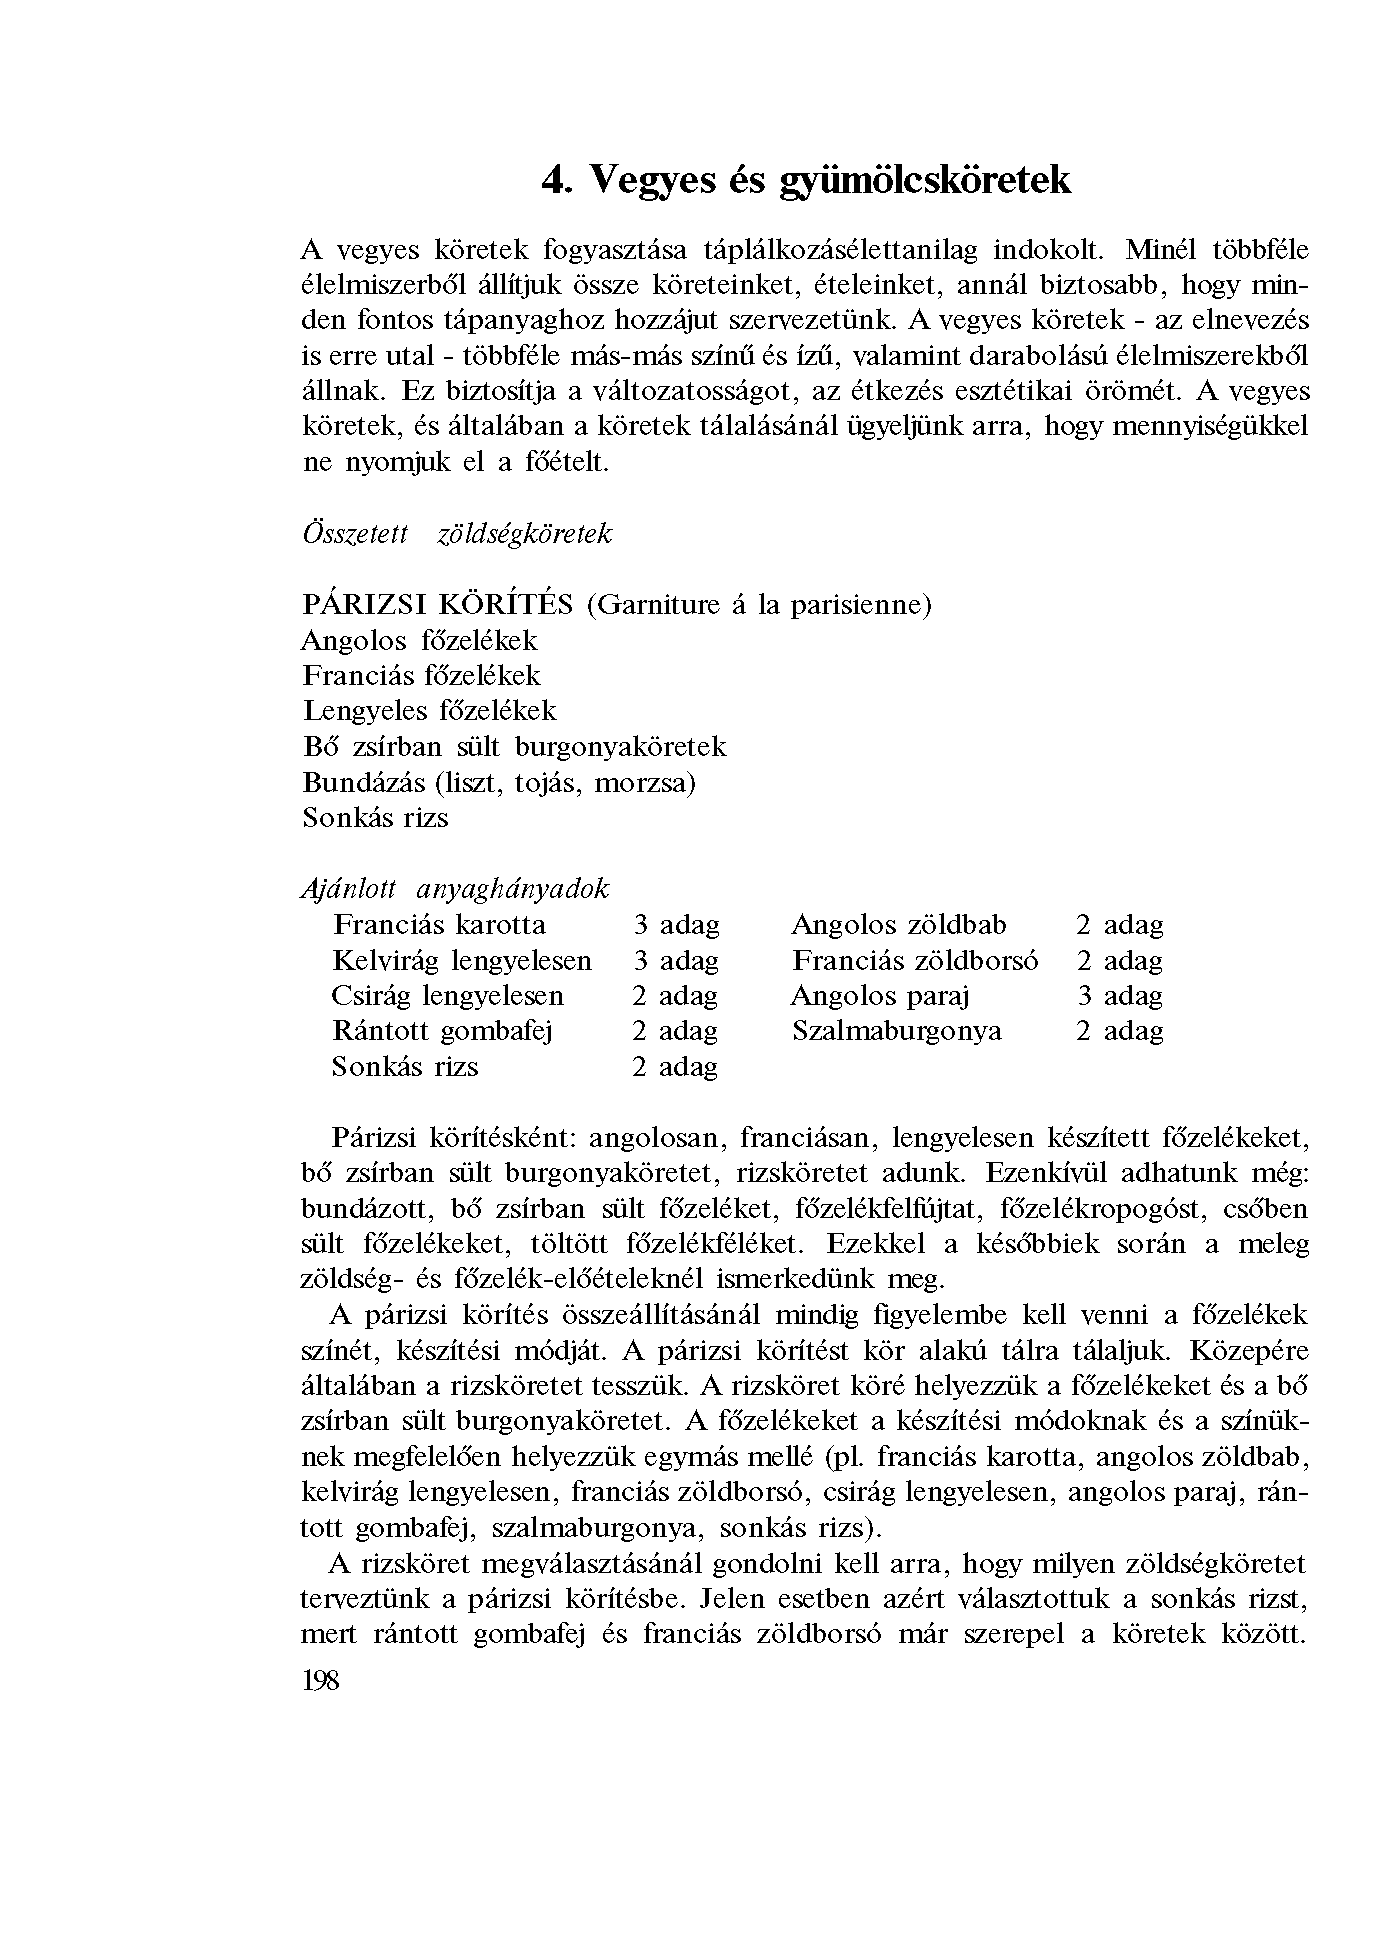 4. Vegyes és gyümölcsköretek
A vegyes köretek fogyasztása táplálkozásélettanilag indokolt. Minél többféle
élelmiszerből állítjuk össze köreteinket, ételeinket, annál biztosabb, hogy min-
den fontos tápanyaghoz hozzájut szervezetünk. A vegyes köretek - az elnevezés
is erre utal - többféle más-más színű és ízű, valamint darabolású élelmiszerekből
állnak. Ez biztosítja a változatosságot, az étkezés esztétikai örömét. A vegyes
köretek, és általában a köretek tálalásánál ügyeljünk arra, hogy mennyiségükkel
ne nyomjuk el a főételt.
Összetett zöldségköretek
PÁRIZSI KÖRÍTÉS (Garniture á la parisienne)
Angolos főzelékek
Franciás főzelékek
Lengyeles főzelékek
Bő zsírban sült burgonyaköretek
Bundázás (liszt, tojás, morzsa)
Sonkás rizs
Ajánlott anyaghányadok
Franciás karotta 3 adag Angolos zöldbab 2 adag
Kelvirág lengyelesen 3 adag Franciás zöldborsó 2 adag
Csirág lengyelesen 2 adag Angolos paraj 3 adag
Rántott gombafej 2 adag Szalmaburgonya 2 adag
Sonkás rizs 2 adag
Párizsi körítésként: angolosan, franciásan, lengyelesen készített főzelékeket,
bő zsírban sült burgonyaköretet, rizsköretet adunk. Ezenkívül adhatunk még:
bundázott, bő zsírban sült főzeléket, főzelékfelfújtat, főzelékropogóst, csőben
sült főzelékeket, töltött főzelékféléket. Ezekkel a későbbiek során a meleg
zöldség- és főzelék-előételeknél ismerkedünk meg.
A párizsi körítés összeállításánál mindig figyelembe kell venni a főzelékek
színét, készítési módját. A párizsi körítést kör alakú tálra tálaljuk. Közepére
általában a rizsköretet tesszük. A rizsköret köré helyezzük a főzelékeket és a bő
zsírban sült burgonyaköretet. A főzelékeket a készítési módoknak és a színük-
nek megfelelően helyezzük egymás mellé (pl. franciás karotta, angolos zöldbab,
kelvirág lengyelesen, franciás zöldborsó, csirág lengyelesen, angolos paraj, rán-
tott gombafej, szalmaburgonya, sonkás rizs).
A rizsköret megválasztásánál gondolni kell arra, hogy milyen zöldségköretet
terveztünk a párizsi körítésbe. Jelen esetben azért választottuk a sonkás rizst,
mert rántott gombafej és franciás zöldborsó már szerepel a köretek között.
198